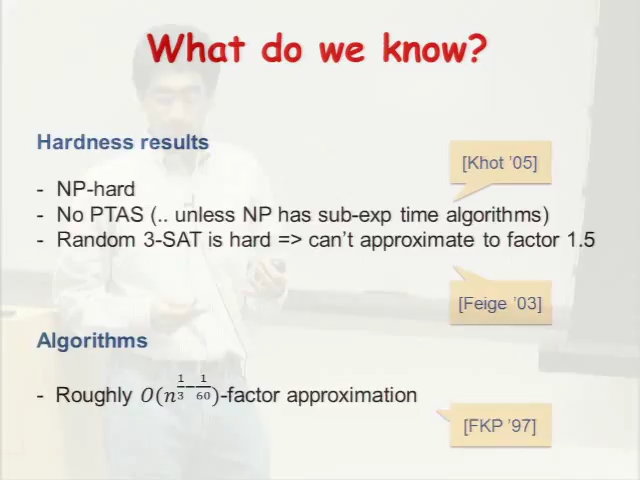 What do we know?
Hardness results
[Khot '05]
- NP-hard
- No PTAS (.. unless NP has sub-exp time algorithms)
- Random 3-SAT is hard => can't approximate to factor 1.5
[Feige '03]
Algorithms
- Roughly O(n^{1/3 - 1/60})-factor approximation
[FKP '97]